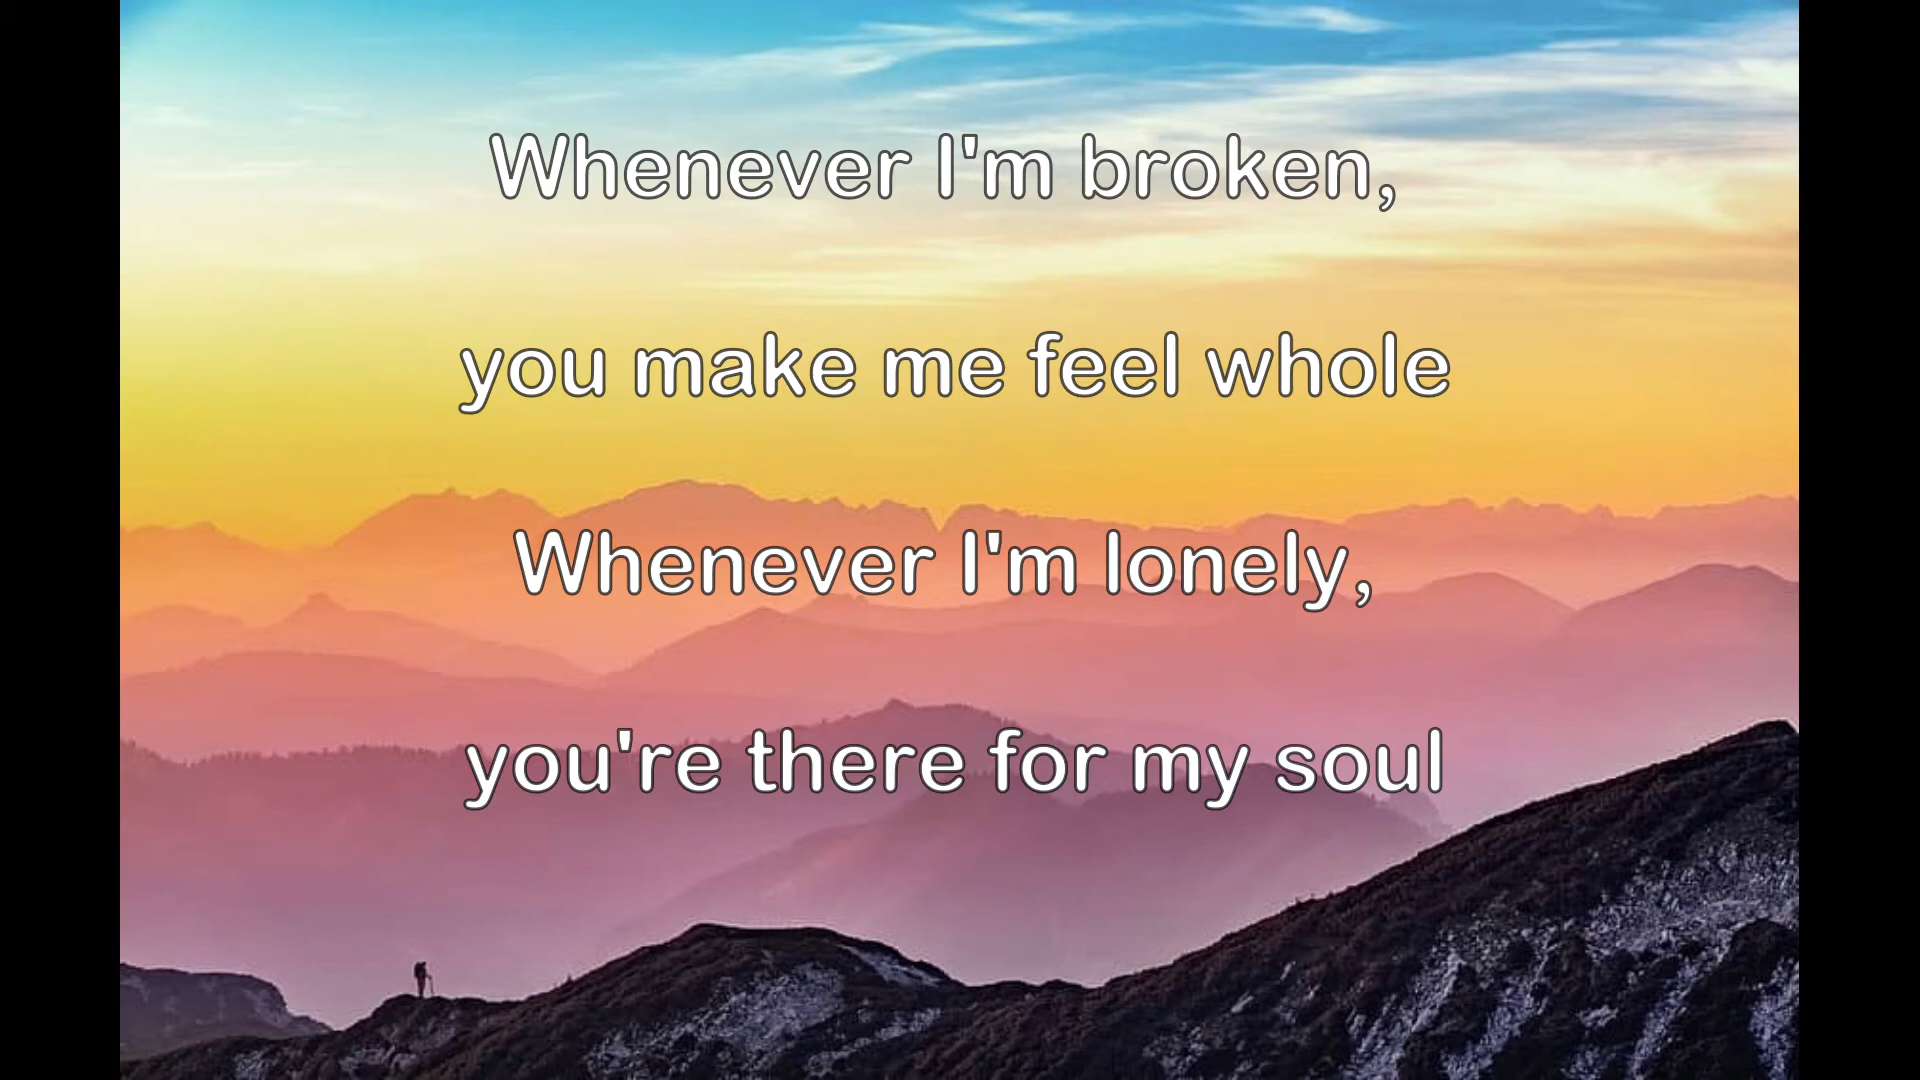 Whenever I'm broken,
you make me feel whole
Whenever I'm lonely,
you're there for my soul